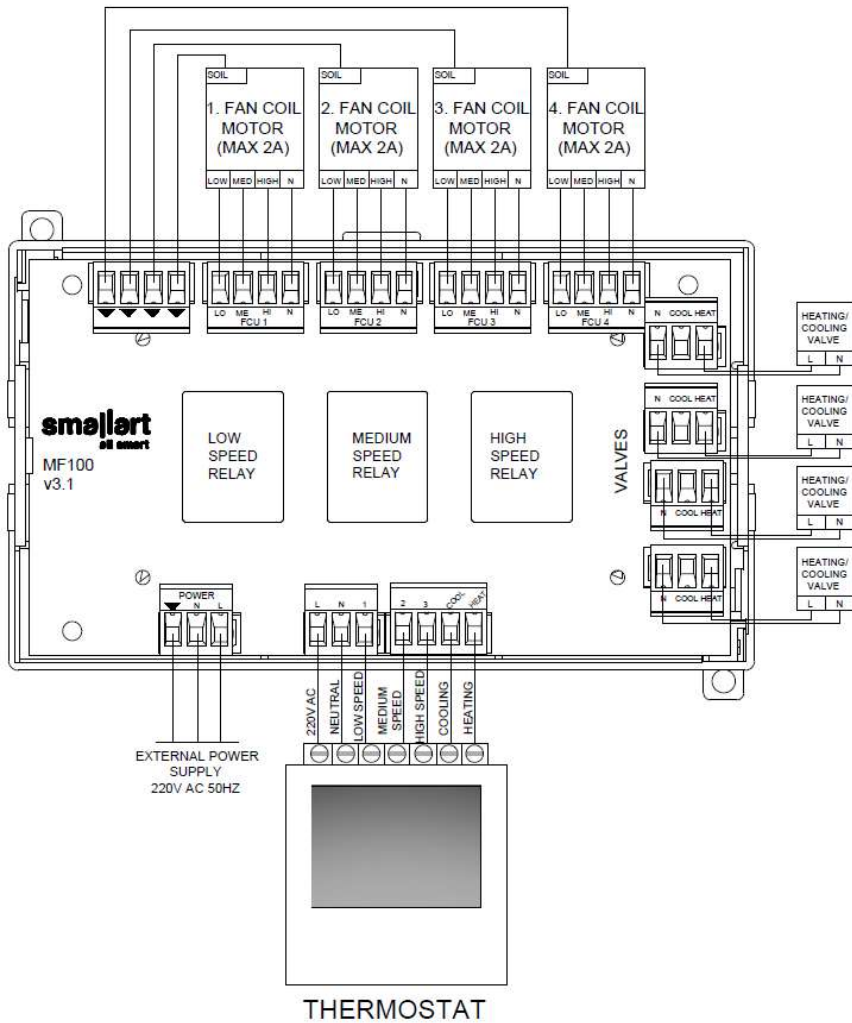 SOIL
1. FAN COIL
MOTOR
(MAX 2A)
LOW MED HIGH N
SOIL
2. FAN COIL
MOTOR
(MAX 2A)
LOW MED HIGH N
SOIL
3. FAN COIL
MOTOR
(MAX 2A)
LOW MED HIGH N
SOIL
4. FAN COIL
MOTOR
(MAX 2A)
LOW MED HIGH N
LO ME HI N
FCU 1
LO ME HI N
FCU 2
LO ME HI N
FCU 3
LO ME HI N
FCU 4
N COOL HEAT
HEATING/
COOLING
VALVE
L N
N COOL HEAT
HEATING/
COOLING
VALVE
L N
N COOL HEAT
HEATING/
COOLING
VALVE
L N
N COOL HEAT
HEATING/
COOLING
VALVE
L N
VALVES
smallart
all smart
MF100
v3.1
LOW
SPEED
RELAY
MEDIUM
SPEED
RELAY
HIGH
SPEED
RELAY
POWER
N L
L N 1
2 3 COOL HEAT
220V AC
NEUTRAL
LOW SPEED
MEDIUM
SPEED
HIGH SPEED
COOLING
HEATING
EXTERNAL POWER
SUPPLY
220V AC 50HZ
THERMOSTAT